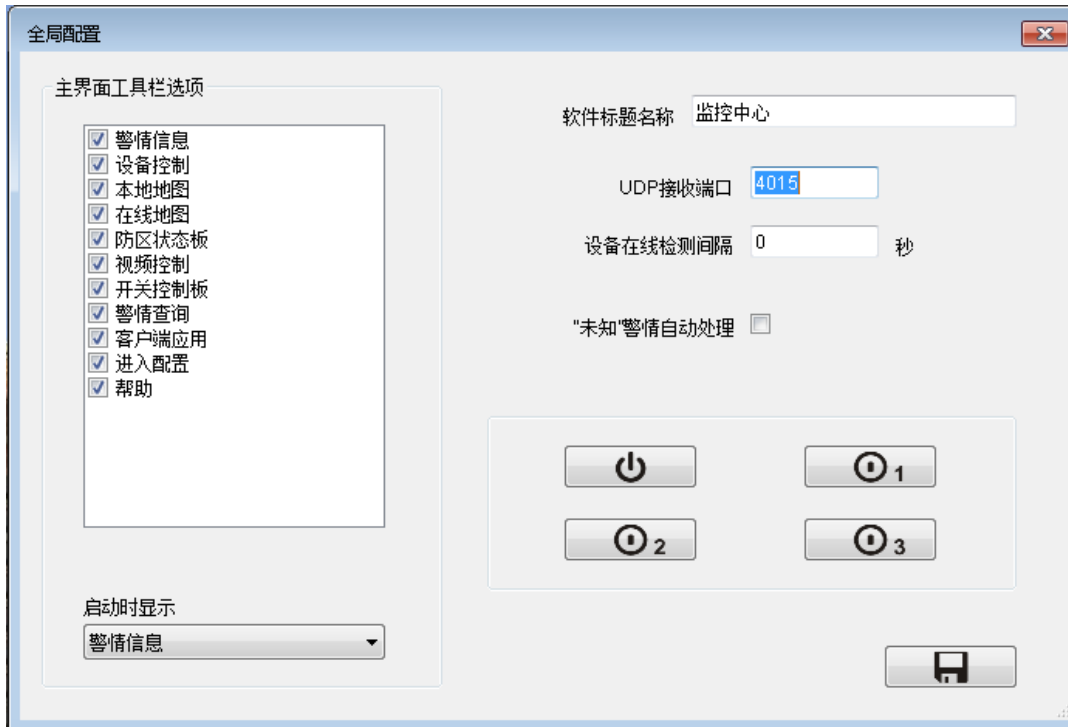 全局配置
主界面工具栏选项
警情信息
设备控制
本地地图
在线地图
防区状态板
视频控制
开关控制板
警情查询
客户端应用
进入配置
帮助
启动时显示
警情信息
软件标题名称 监控中心
UDP接收端口 4015
设备在线检测间隔 0 秒
"未知"警情自动处理
1
2
3